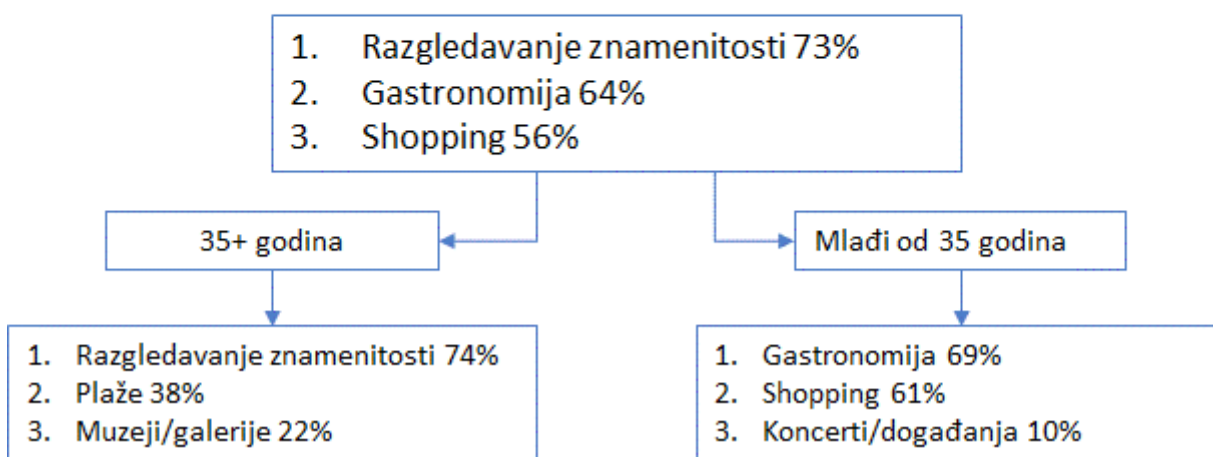 1. Razgledavanje znamenitosti 73%
2. Gastronomija 64%
3. Shopping 56%
35+ godina
Mlađi od 35 godina
1. Razgledavanje znamenitosti 74%
2. Plaže 38%
3. Muzeji/galerije 22%
1. Gastronomija 69%
2. Shopping 61%
3. Koncerti/događanja 10%